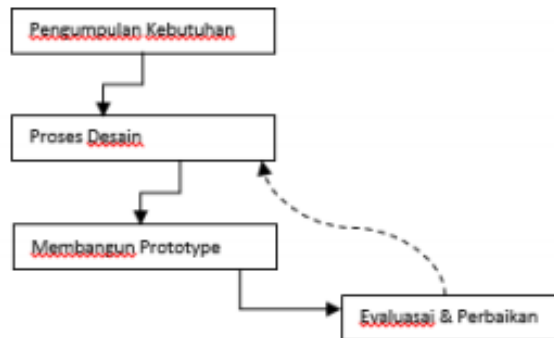 Pengumpulan Kebutuhan
Proses Desain
Membangun Prototype
Evaluasai & Perbaikan